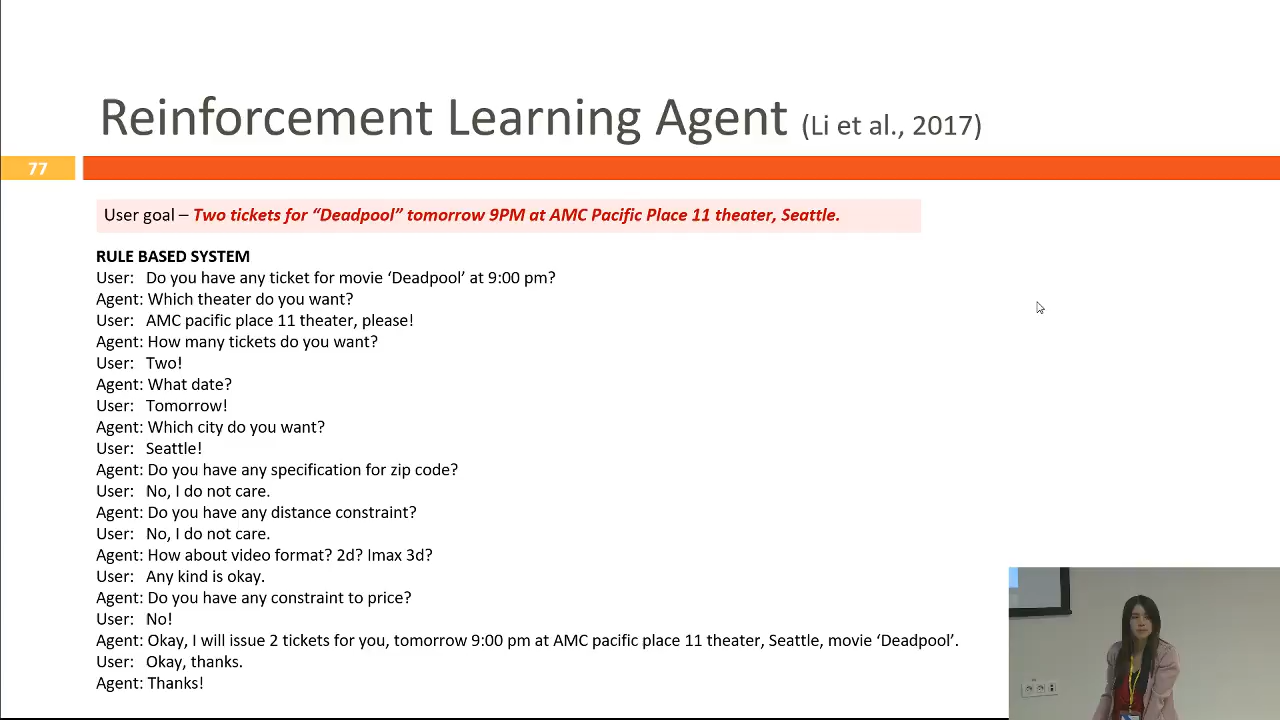 Reinforcement Learning Agent (Li et al., 2017)
77
User goal – Two tickets for “Deadpool” tomorrow 9PM at AMC Pacific Place 11 theater, Seattle.
RULE BASED SYSTEM
User: Do you have any ticket for movie ‘Deadpool’ at 9:00 pm?
Agent: Which theater do you want?
User: AMC pacific place 11 theater, please!
Agent: How many tickets do you want?
User: Two!
Agent: What date?
User: Tomorrow!
Agent: Which city do you want?
User: Seattle!
Agent: Do you have any specification for zip code?
User: No, I do not care.
Agent: Do you have any distance constraint?
User: No, I do not care.
Agent: How about video format? 2d? Imax 3d?
User: Any kind is okay.
Agent: Do you have any constraint to price?
User: No!
Agent: Okay, I will issue 2 tickets for you, tomorrow 9:00 pm at AMC pacific place 11 theater, Seattle, movie ‘Deadpool’.
User: Okay, thanks.
Agent: Thanks!